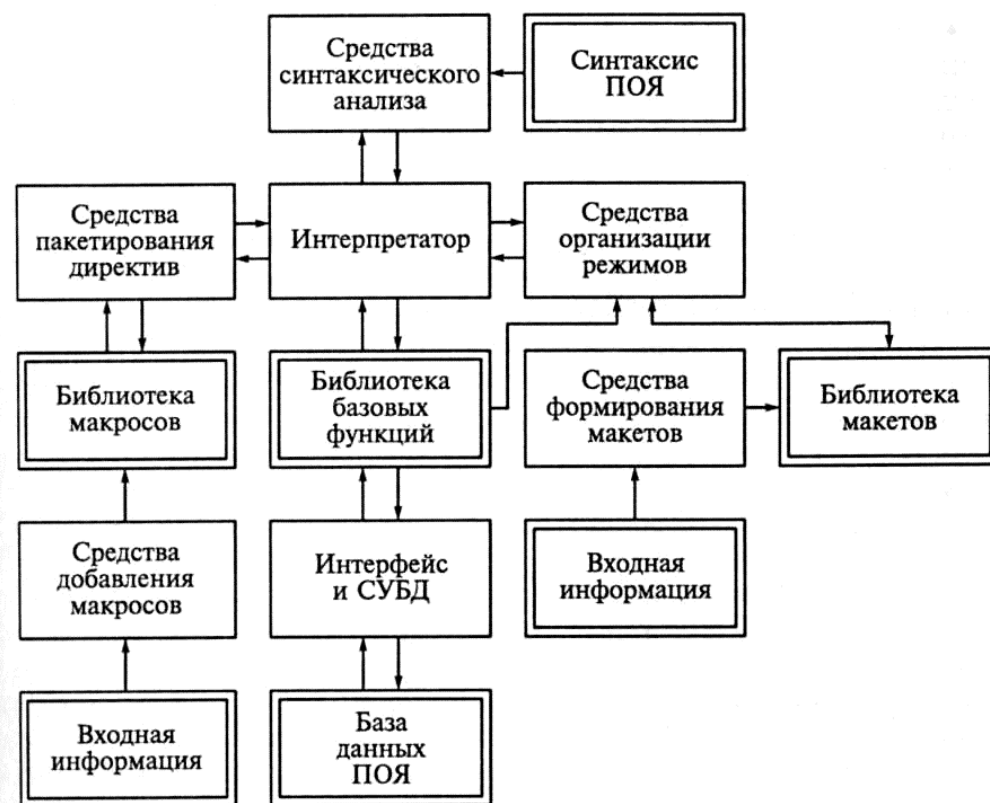 Средства
синтаксического
анализа
Синтаксис
ПОЯ
Средства
пакетирования
директив
Интерпретатор
Средства
организации
режимов
Библиотека
макросов
Библиотека
базовых
функций
Средства
формирования
макетов
Библиотека
макетов
Средства
добавления
макросов
Интерфейс
и СУБД
Входная
информация
Входная
информация
База
данных
ПОЯ